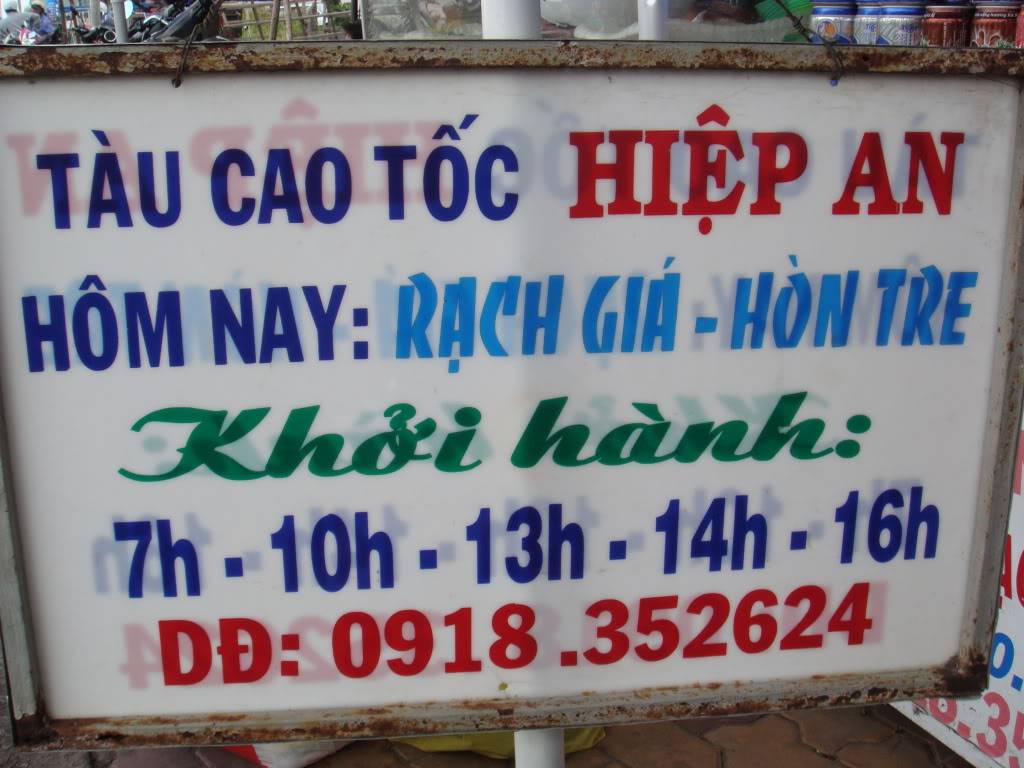 TÀU CAO TỐC HIỆP AN
HÔM NAY: RẠCH GIÁ - HÒN TRE
Khởi hành:
7h - 10h - 13h - 14h - 16h
DĐ: 0918.352624